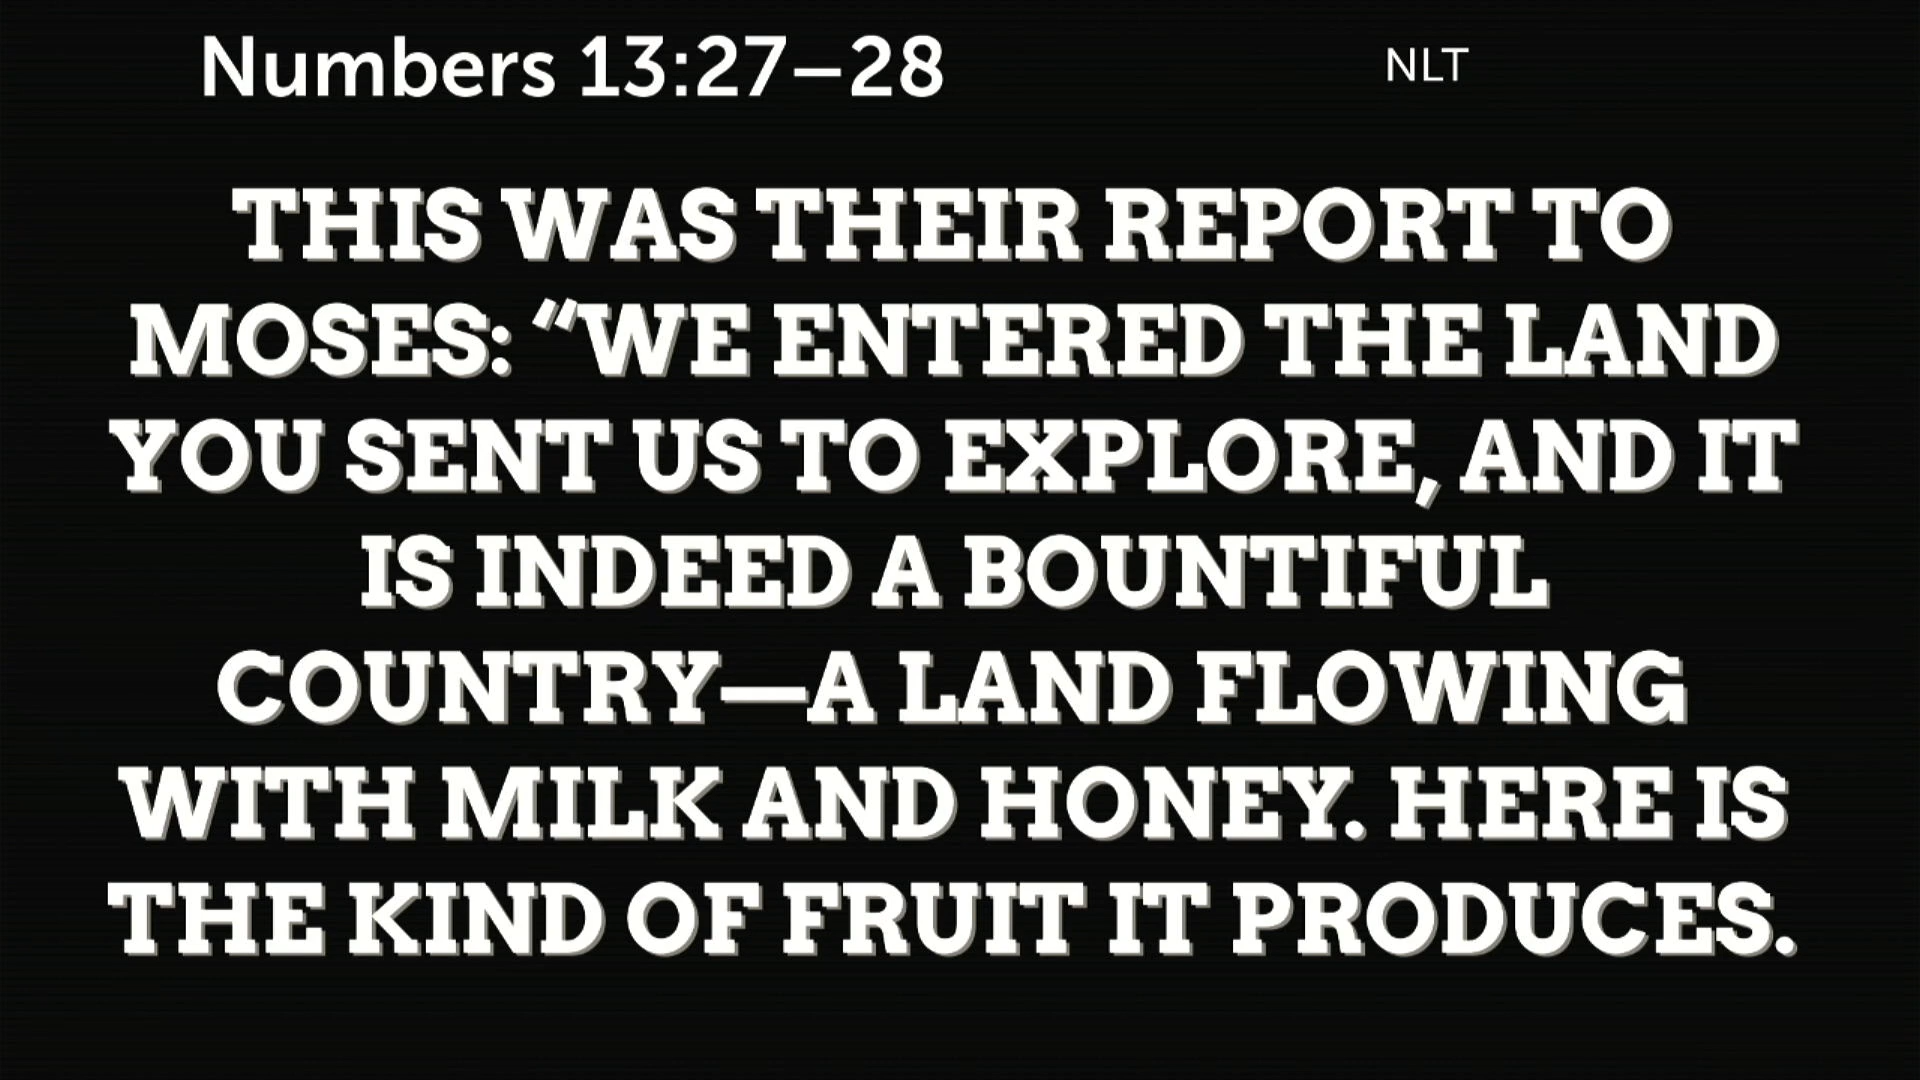 Numbers 13:27–28 NLT
THIS WAS THEIR REPORT TO
MOSES: “WE ENTERED THE LAND
YOU SENT US TO EXPLORE, AND IT
IS INDEED A BOUNTIFUL
COUNTRY—A LAND FLOWING
WITH MILK AND HONEY. HERE IS
THE KIND OF FRUIT IT PRODUCES.